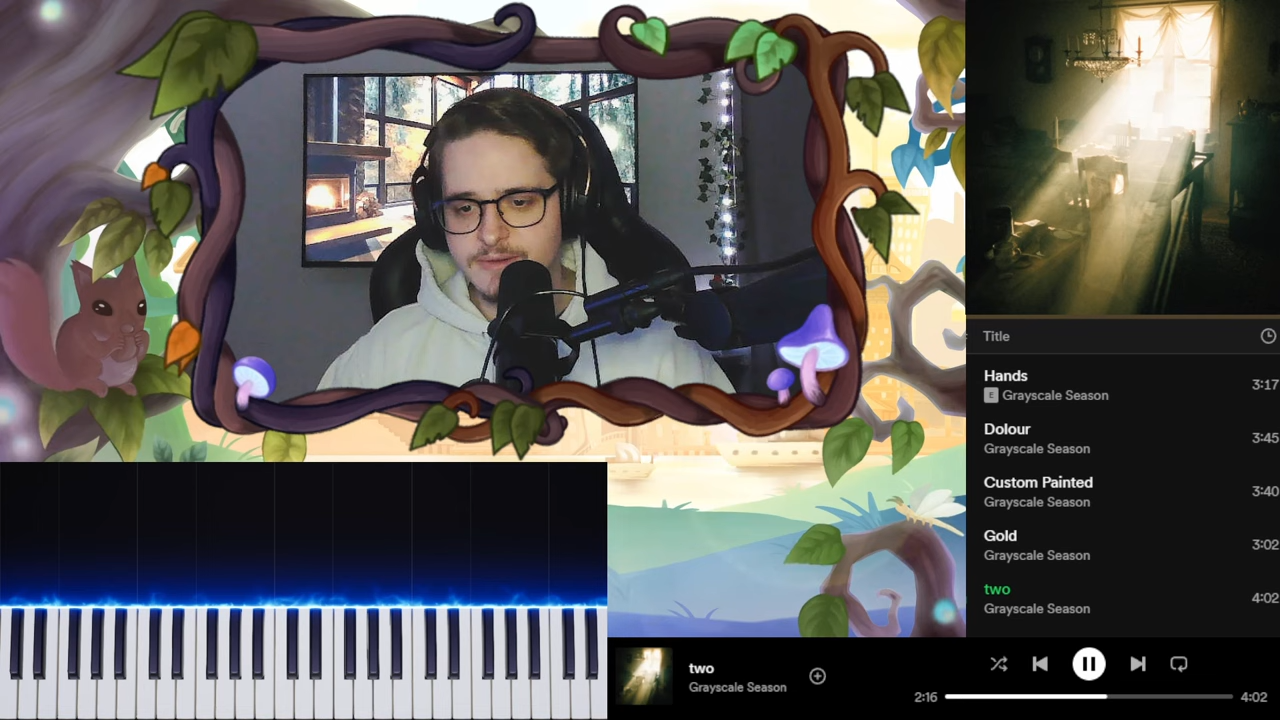 Title
Hands
3:17
E Grayscale Season
Dolour
3:45
Grayscale Season
Custom Painted
3:40
Grayscale Season
Gold
3:02
Grayscale Season
two
4:02
Grayscale Season
two
Grayscale Season
2:16
4:02